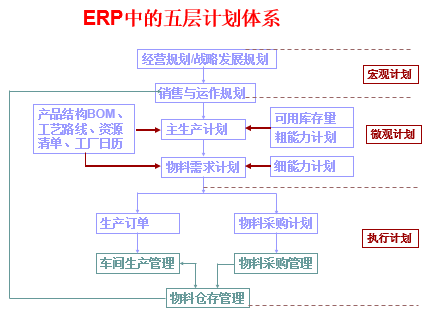 ERP中的五层计划体系
经营规划/战略发展规划
宏观计划
销售与运作规划
产品结构BOM、
工艺路线、资源
清单、工厂日历
主生产计划
可用库存量
粗能力计划
微观计划
物料需求计划
细能力计划
生产订单
物料采购计划
执行计划
车间生产管理
物料采购管理
物料仓存管理